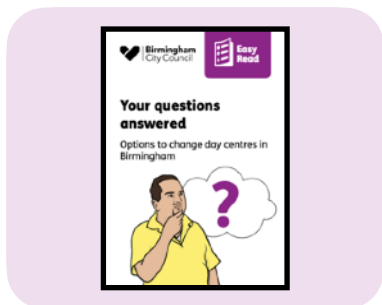 Birmingham
City Council
Easy
Read
Your questions
answered
Options to change day centres in
Birmingham
?